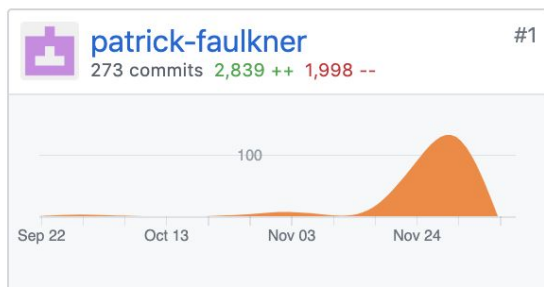 patrick-faulkner #1
273 commits 2,839 ++ 1,998 --
100
Sep 22 Oct 13 Nov 03 Nov 24